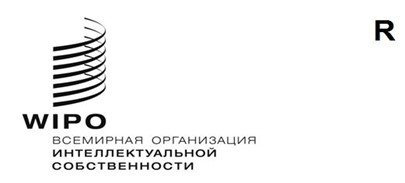 R
WIPO
ВСЕМИРНАЯ ОРГАНИЗАЦИЯ
ИНТЕЛЛЕКТУАЛЬНОЙ
СОБСТВЕННОСТИ